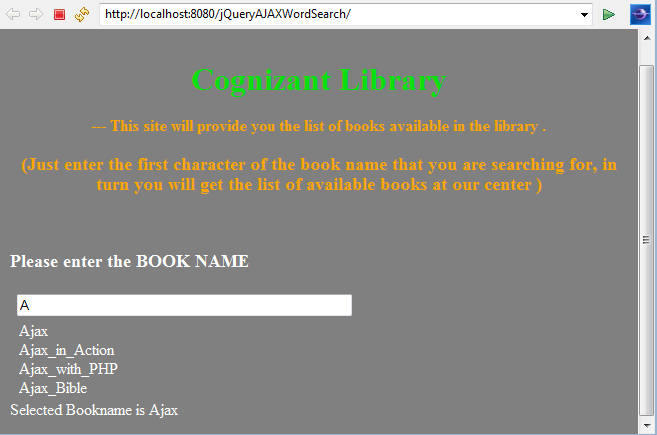 http://localhost:8080/jQueryAJAXWordSearch/
Cognizant Library
--- This site will provide you the list of books available in the library .
(Just enter the first character of the book name that you are searching for, in
turn you will get the list of available books at our center )
Please enter the BOOK NAME
A
Ajax
Ajax_in_Action
Ajax_with_PHP
Ajax_Bible
Selected Bookname is Ajax